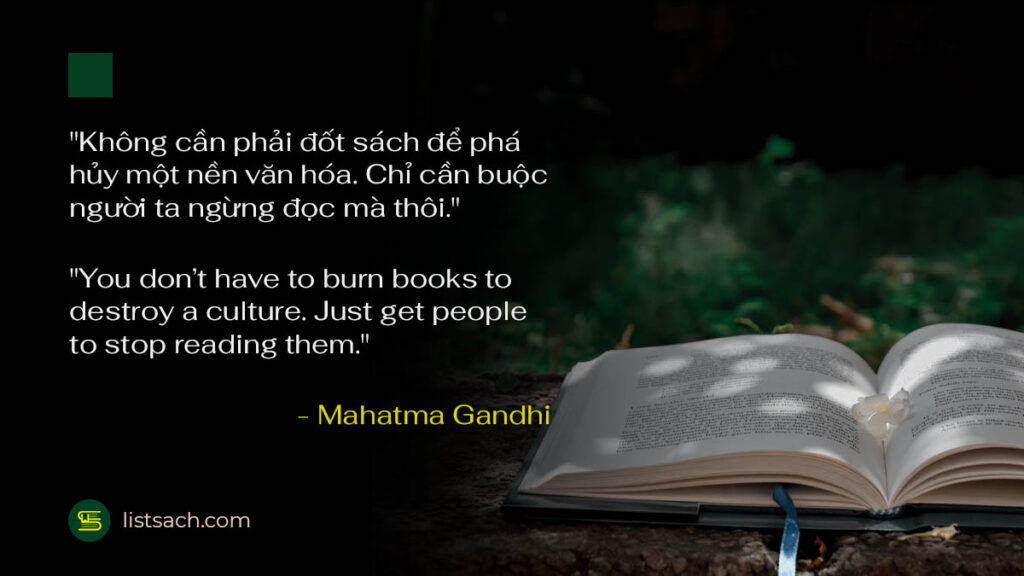 "Không cần phải đốt sách để phá
hủy một nền văn hóa. Chỉ cần buộc
người ta ngừng đọc mà thôi."
"You don’t have to burn books to
destroy a culture. Just get people
to stop reading them."
- Mahatma Gandhi
listsach.com